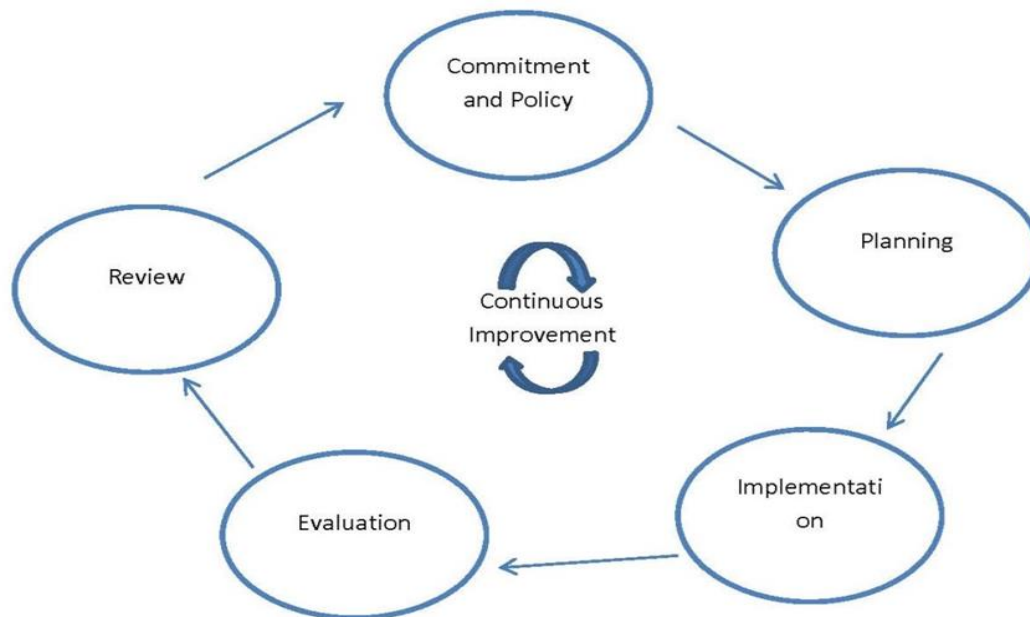 Commitment
and Policy
Planning
Implementati
on
Evaluation
Review
Continuous
Improvement